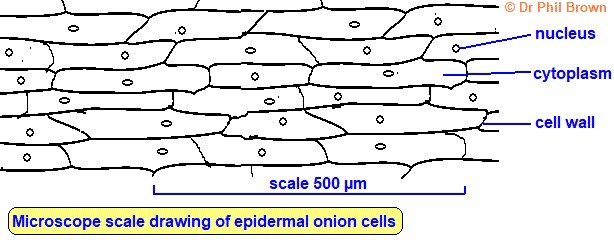 © Dr Phil Brown
nucleus
cytoplasm
cell wall
scale 500 µm
Microscope scale drawing of epidermal onion cells